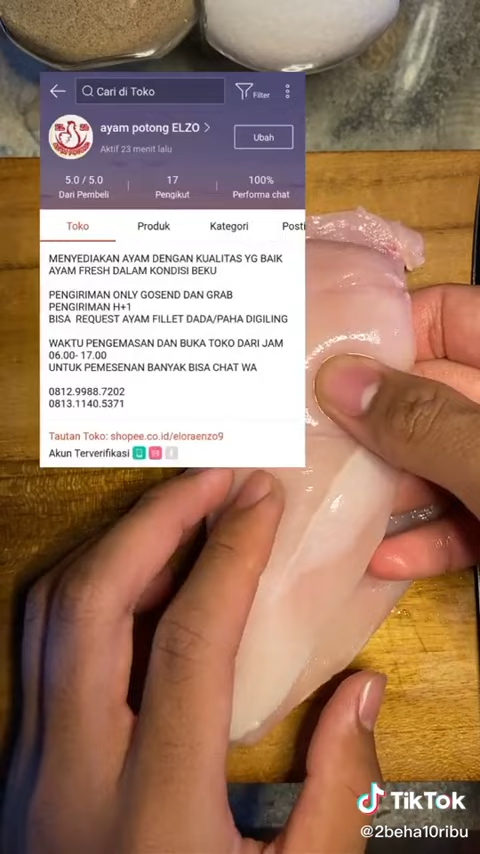 Cari di Toko
Filter
ayam potong ELZO
Aktif 23 menit lalu
Ubah
5.0 / 5.0
Dari Pembeli
17
Pengikut
100%
Performa chat
Toko
Produk
Kategori
Posti
MENYEDIAKAN AYAM DENGAN KUALITAS YG BAIK
AYAM FRESH DALAM KONDISI BEKU
PENGIRIMAN ONLY GOSEND DAN GRAB
PENGIRIMAN H+1
BISA REQUEST AYAM FILLET DADA/PAHA DIGILING
WAKTU PENGEMASAN DAN BUKA TOKO DARI JAM
06.00- 17.00
UNTUK PEMESENAN BANYAK BISA CHAT WA
0812.9988.7202
0813.1140.5371
Tautan Toko: shopee.co.id/eloraenzo9
Akun Terverifikasi
TikTok
@2beha10ribu